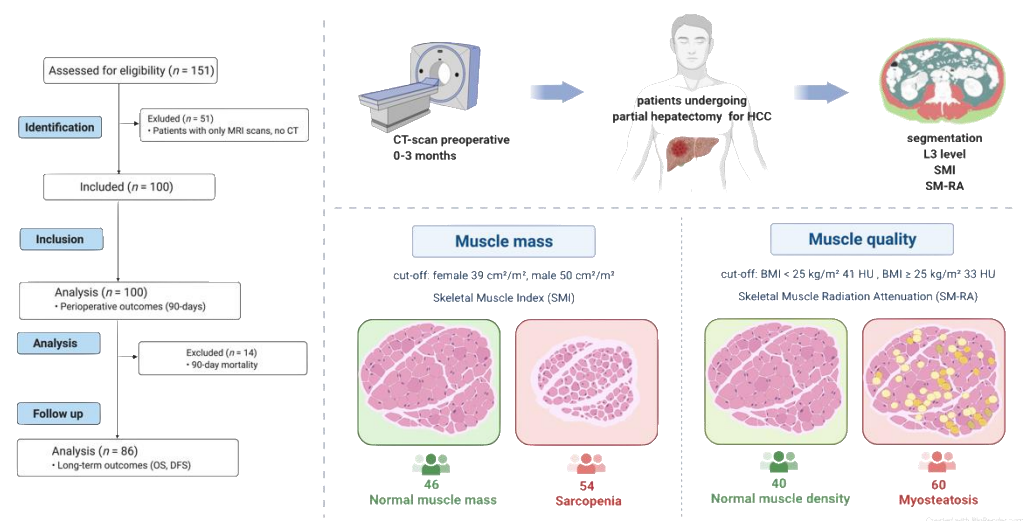 Assessed for eligibility (n = 151)
Identification
Exluded (n = 51)
• Patients with only MRI scans, no CT
Included (n = 100)
Inclusion
Analysis (n = 100)
• Perioperative outcomes (90-days)
Analysis
Excluded (n = 14)
• 90-day mortality
Follow up
Analysis (n = 86)
• Long-term outcomes (OS, DFS)
CT-scan preoperative
0-3 months
patients undergoing
partial hepatectomy for HCC
segmentation
L3 level
SMI
SM-RA
Muscle mass
cut-off: female 39 cm²/m², male 50 cm²/m²
Skeletal Muscle Index (SMI)
46
Normal muscle mass
54
Sarcopenia
Muscle quality
cut-off: BMI < 25 kg/m² 41 HU , BMI ≥ 25 kg/m² 33 HU
Skeletal Muscle Radiation Attenuation (SM-RA)
40
Normal muscle density
60
Myosteatosis
Created with BioRender.com